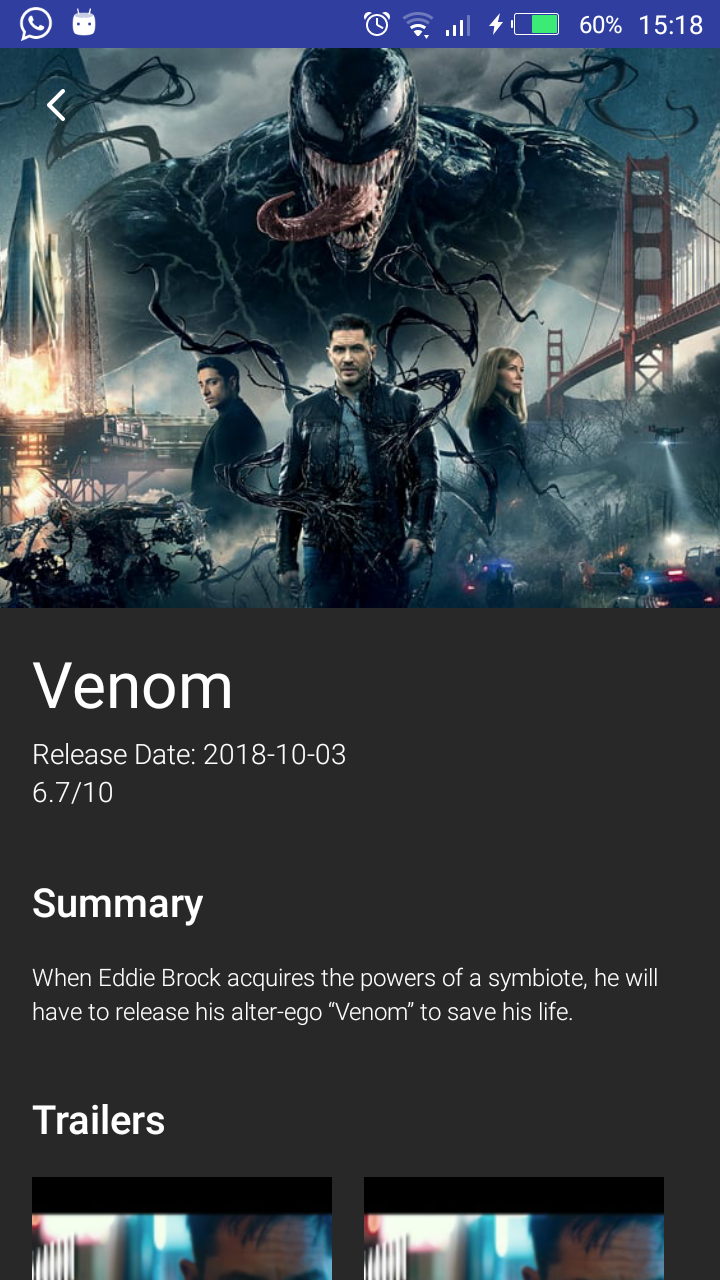 60% 15:18
Venom
Release Date: 2018-10-03
6.7/10
Summary
When Eddie Brock acquires the powers of a symbiote, he will
have to release his alter-ego “Venom” to save his life.
Trailers